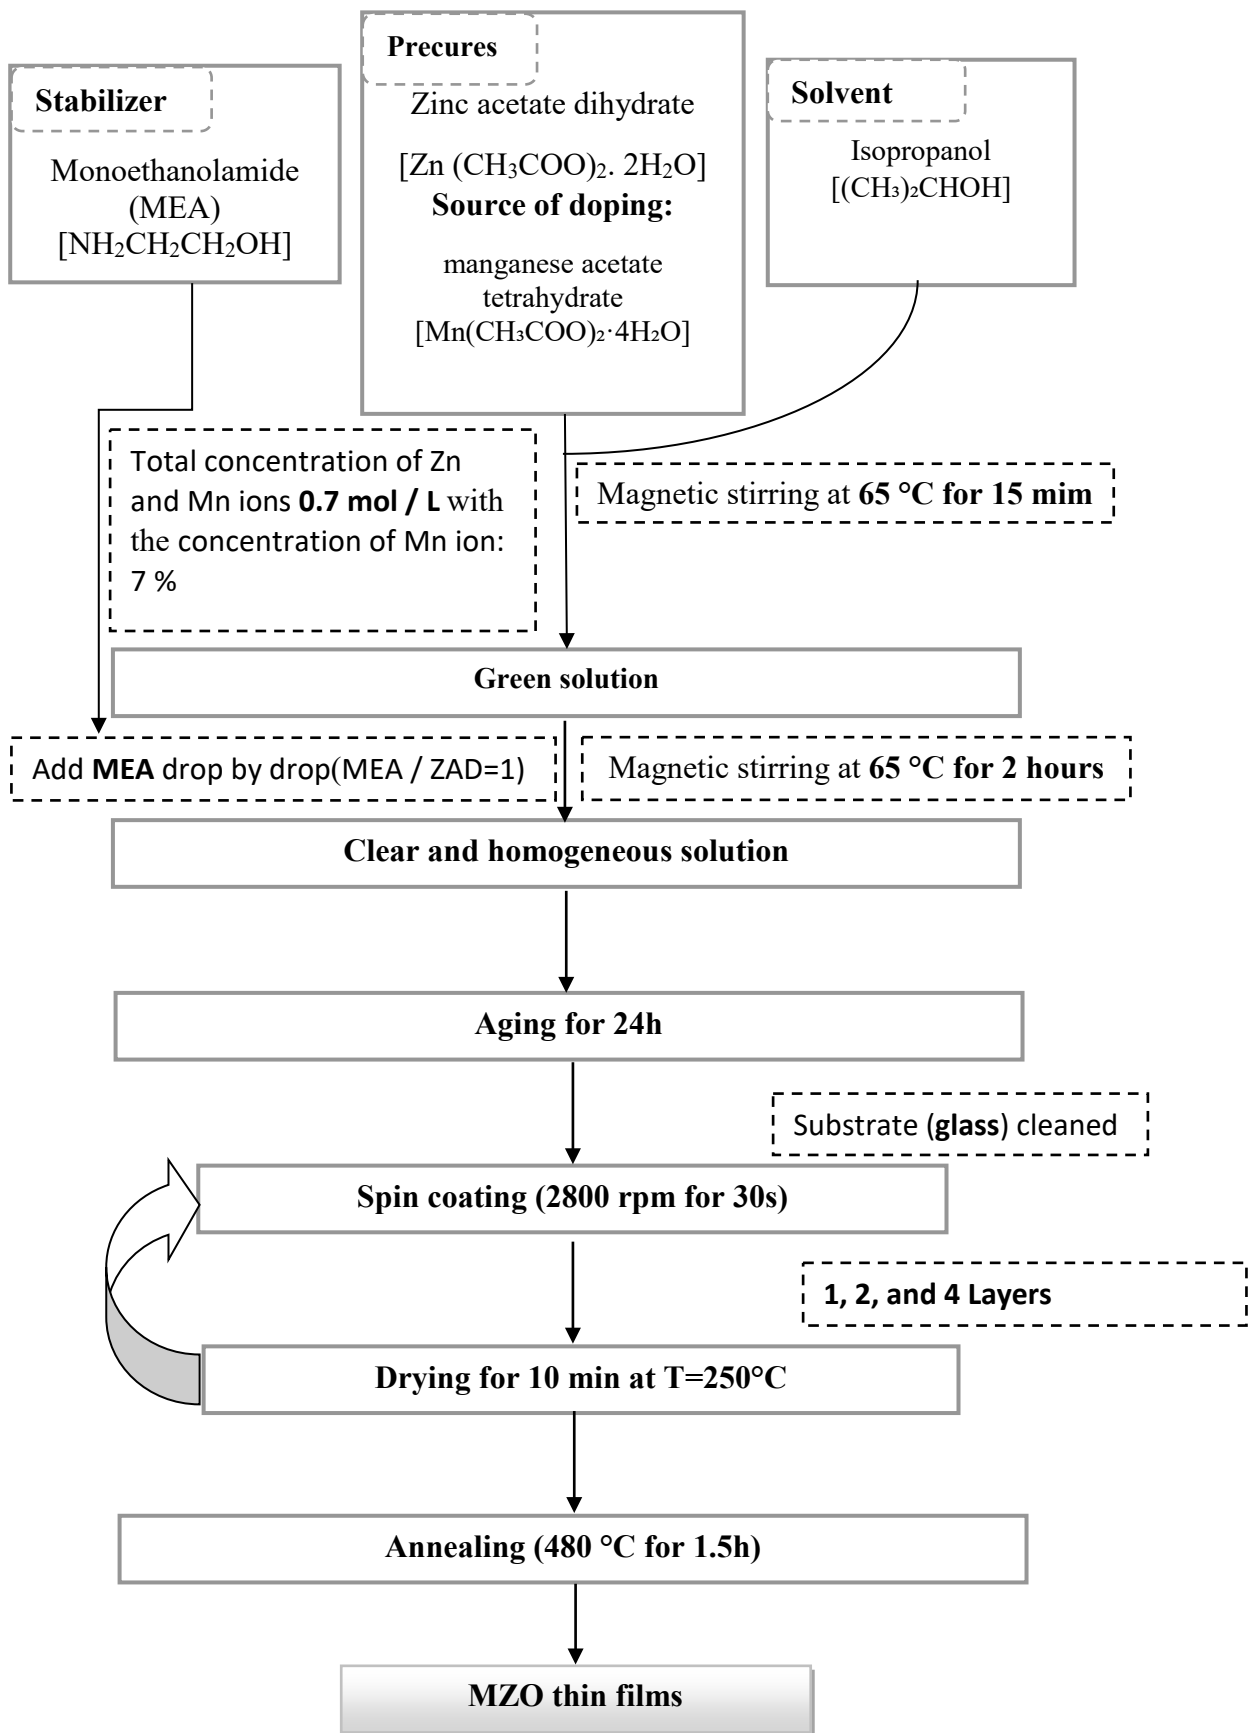 Stabilizer
Monoethanolamide
(MEA)
[NH₂CH₂CH₂OH]
Precures
Zinc acetate dihydrate
[Zn (CH₃COO)₂. 2H₂O]
Source of doping:
manganese acetate
tetrahydrate
[Mn(CH₃COO)₂·4H₂O]
Solvent
Isopropanol
[(CH₃)₂CHOH]
Total concentration of Zn
and Mn ions 0.7 mol / L with
the concentration of Mn ion:
7 %
Magnetic stirring at 65 °C for 15 mim
Green solution
Add MEA drop by drop(MEA / ZAD=1)
Magnetic stirring at 65 °C for 2 hours
Clear and homogeneous solution
Aging for 24h
Substrate (glass) cleaned
Spin coating (2800 rpm for 30s)
1, 2, and 4 Layers
Drying for 10 min at T=250°C
Annealing (480 °C for 1.5h)
MZO thin films